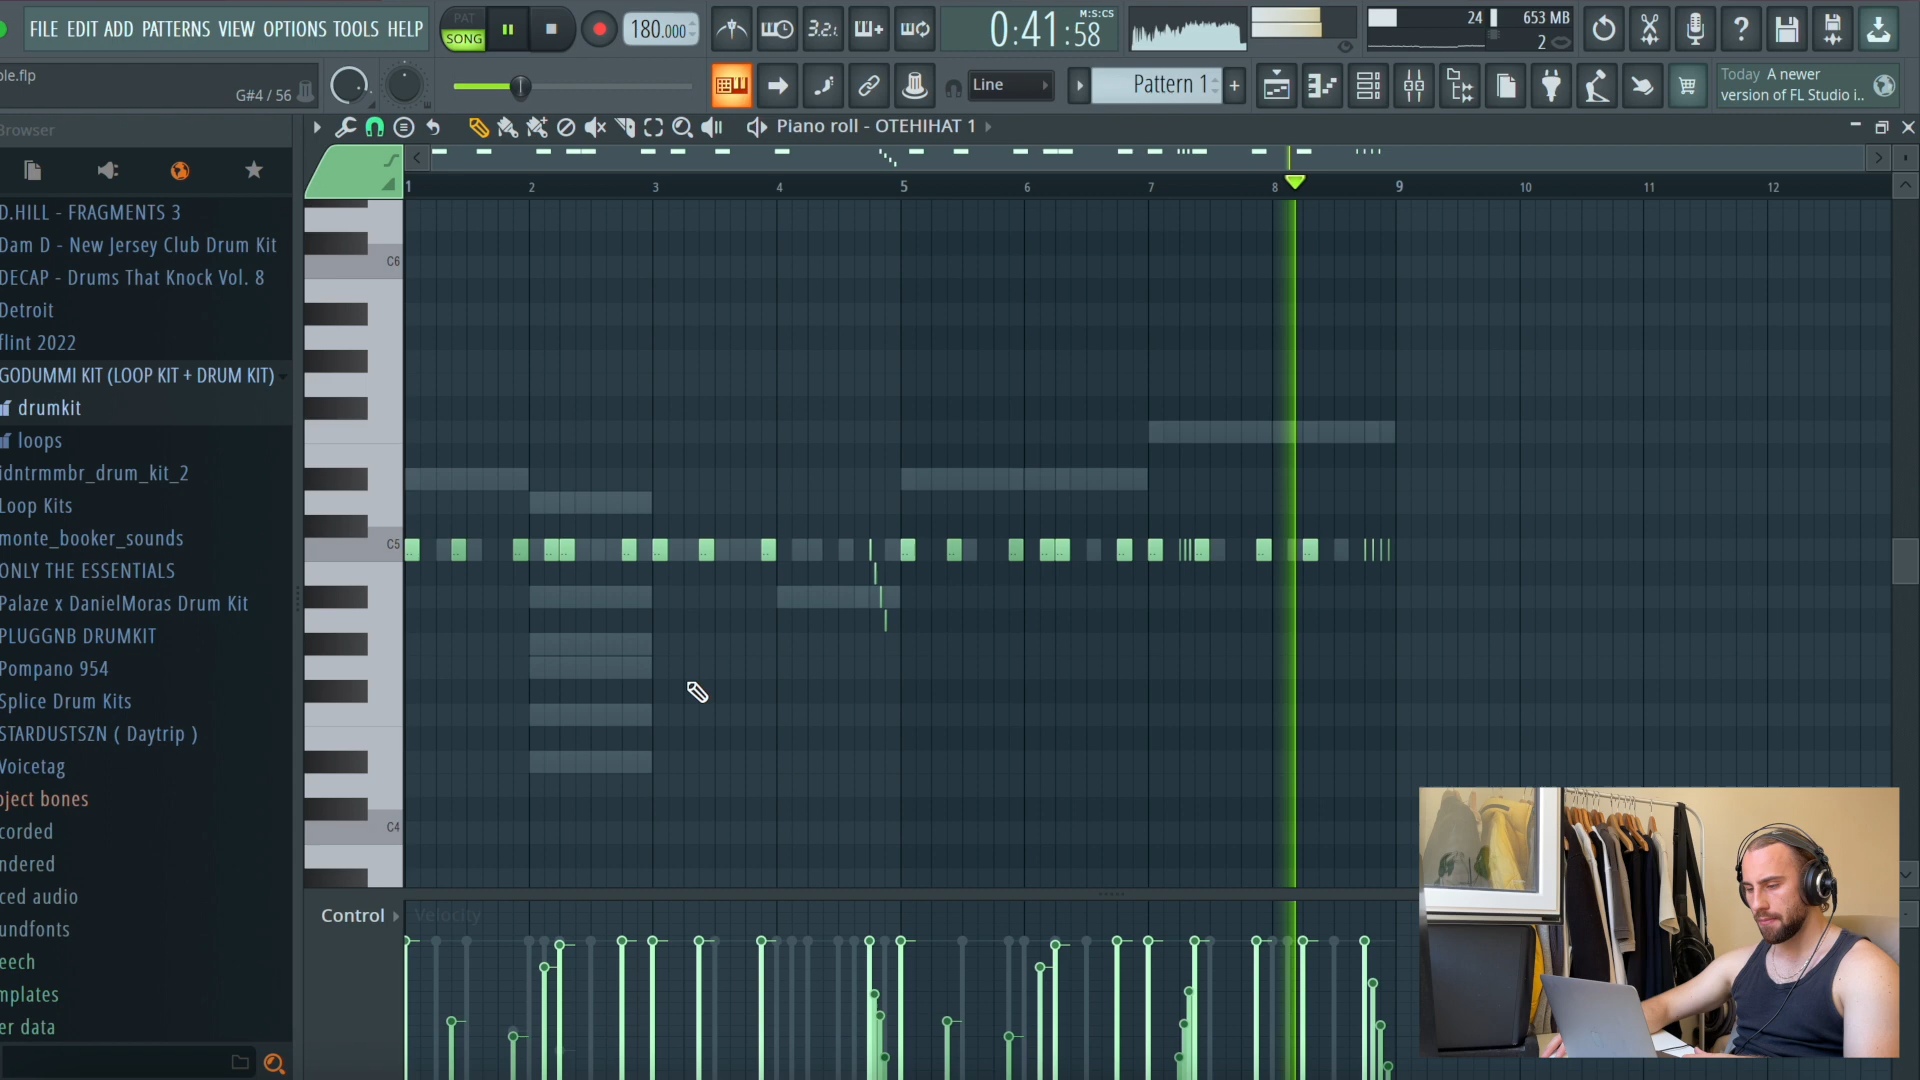 FILE EDIT ADD PATTERNS VIEW OPTIONS TOOLS HELP
PAT
SONG
180.000
3.2.
0:41:58
M:S:CS
24
653 MB
2
ple.flp
G#4 / 56
Line
Pattern 1
+
Today A newer
version of FL Studio i..
Browser
Piano roll - OTEHIHAT 1
1 2 3 4 5 6 7 8 9 10 11 12
D.HILL - FRAGMENTS 3
Dam D - New Jersey Club Drum Kit
DECAP - Drums That Knock Vol. 8
Detroit
flint 2022
GODUMMI KIT (LOOP KIT + DRUM KIT)
drumkit
loops
idntrmmbr_drum_kit_2
Loop Kits
monte_booker_sounds
ONLY THE ESSENTIALS
Palaze x DanielMoras Drum Kit
PLUGGNB DRUMKIT
Pompano 954
Splice Drum Kits
STARDUSTSZN ( Daytrip )
Voicetag
oject bones
corded
ndered
ced audio
undfonts
eech
mplates
er data
C6
C5
C4
Control
Velocity